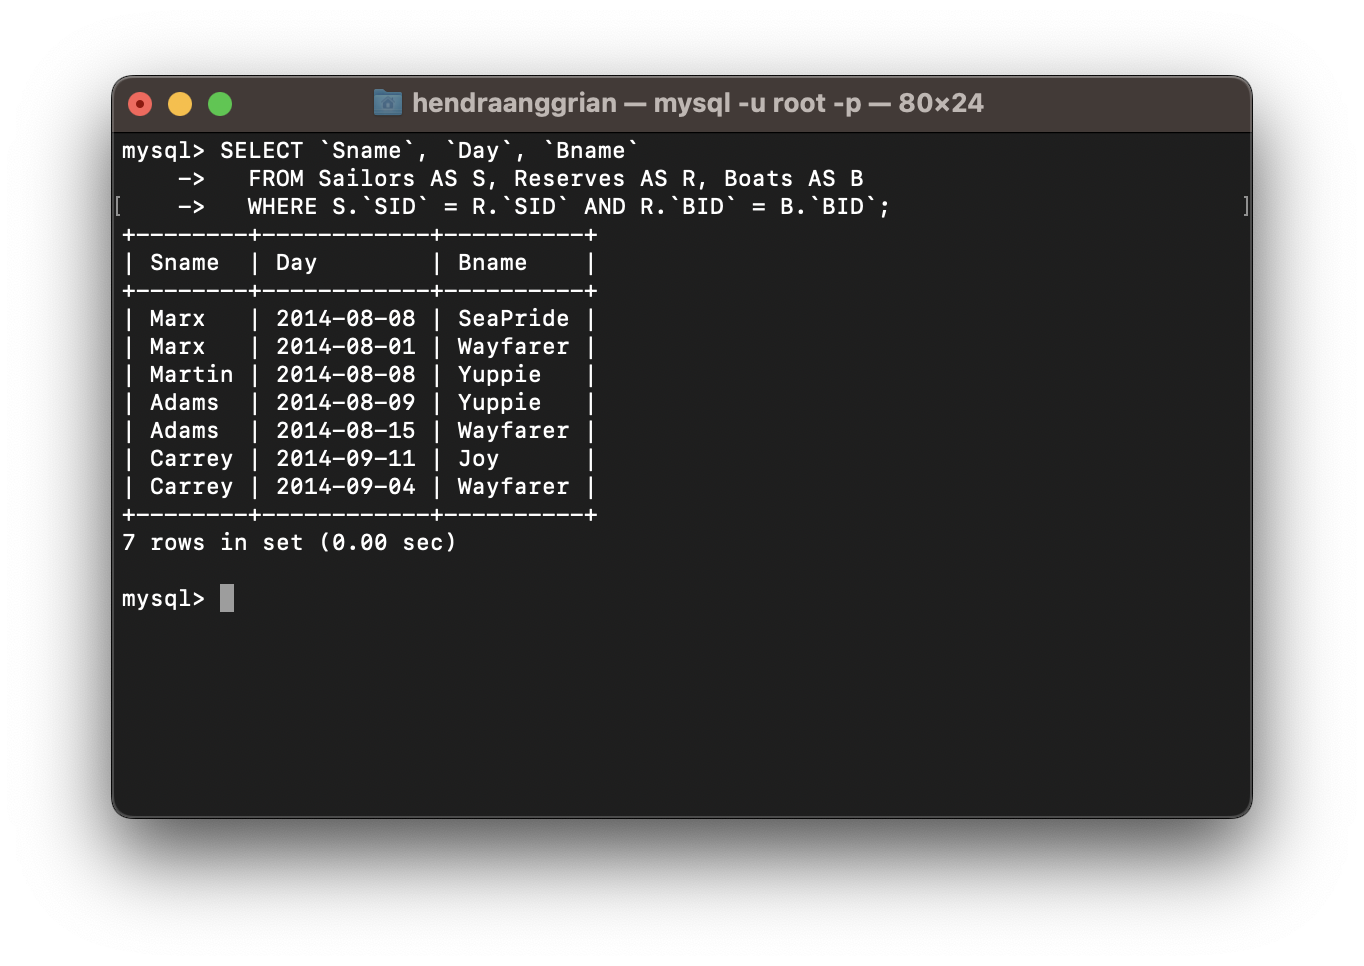 hendraanggrian — mysql -u root -p — 80×24
mysql> SELECT `Sname`, `Day`, `Bname`
    ->   FROM Sailors AS S, Reserves AS R, Boats AS B
[    ->   WHERE S.`SID` = R.`SID` AND R.`BID` = B.`BID`; ]
+--------+------------+----------+
| Sname  | Day        | Bname    |
+--------+------------+----------+
| Marx   | 2014-08-08 | SeaPride |
| Marx   | 2014-08-01 | Wayfarer |
| Martin | 2014-08-08 | Yuppie   |
| Adams  | 2014-08-09 | Yuppie   |
| Adams  | 2014-08-15 | Wayfarer |
| Carrey | 2014-09-11 | Joy      |
| Carrey | 2014-09-04 | Wayfarer |
+--------+------------+----------+
7 rows in set (0.00 sec)
mysql>